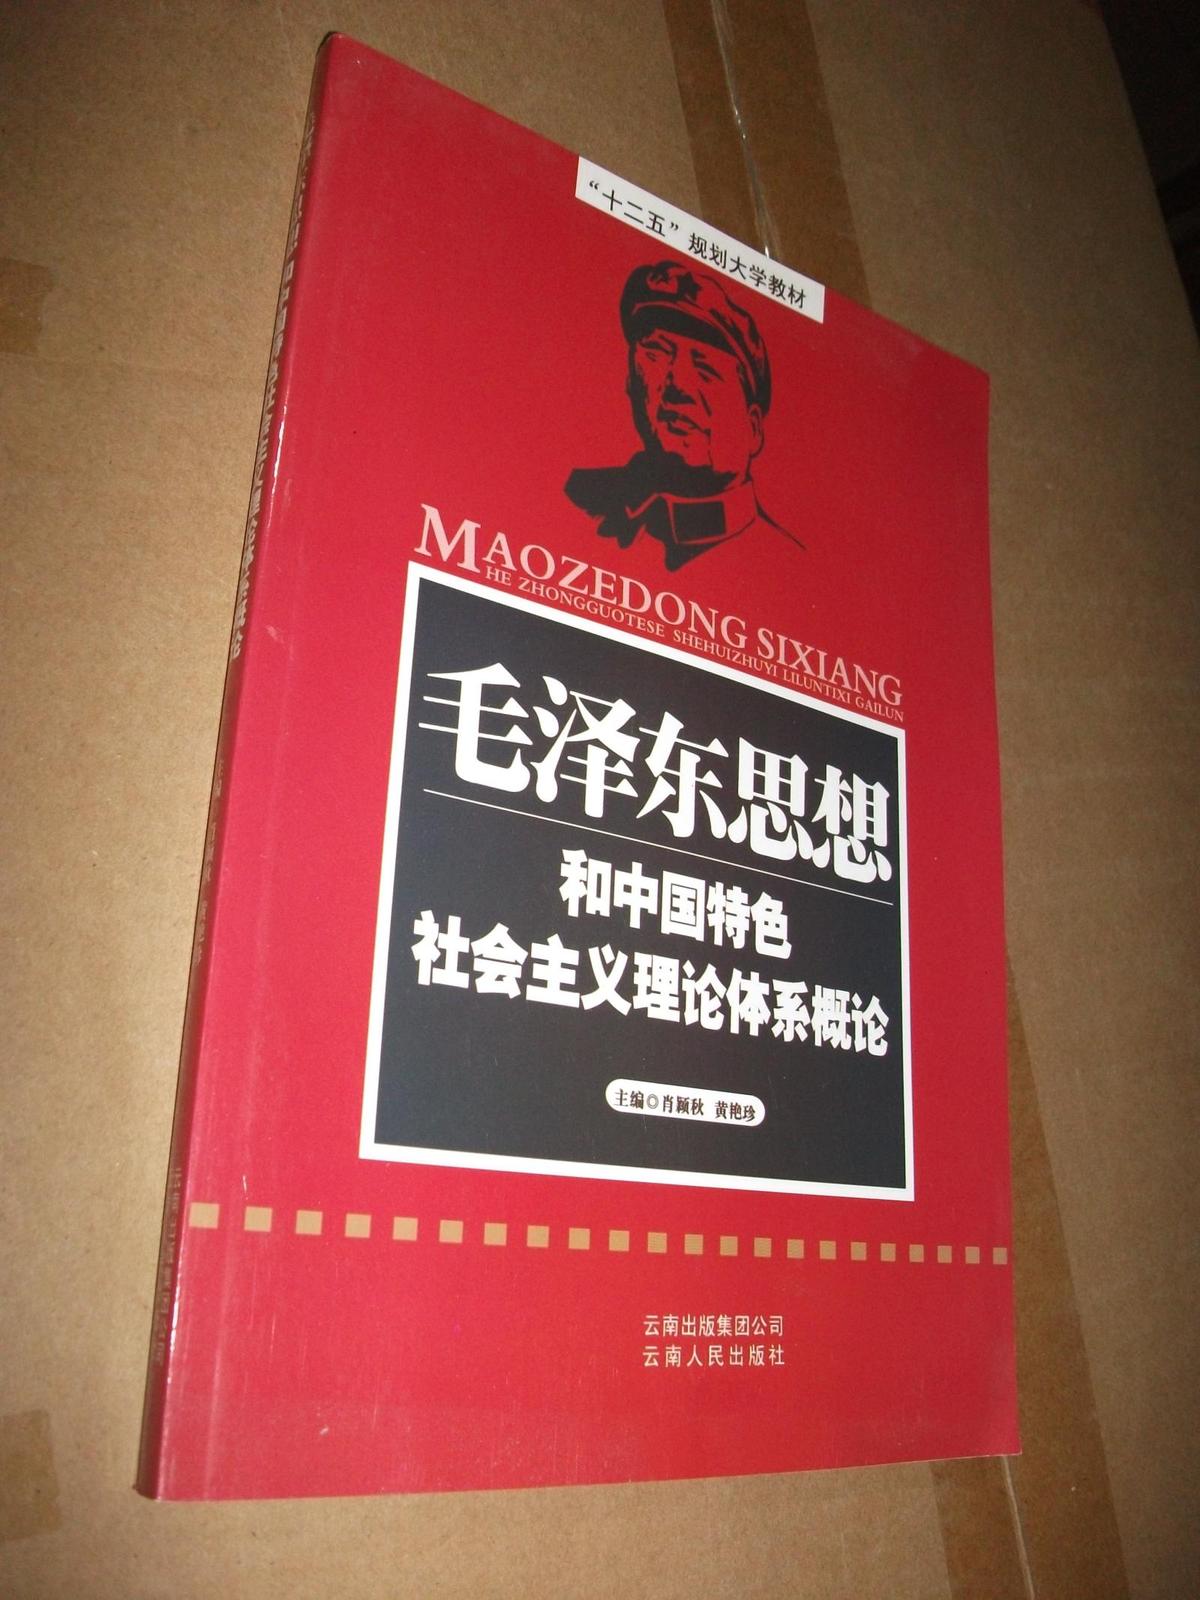 “十二五”规划大学教材
MAOZEDONG SIXIANG
HE ZHONGGUOTESE SHEHUIZHUYI LILUNTIXI GAILUN
毛泽东思想
和中国特色
社会主义理论体系概论
主编◎肖颖秋 黄艳珍
云南出版集团公司
云南人民出版社